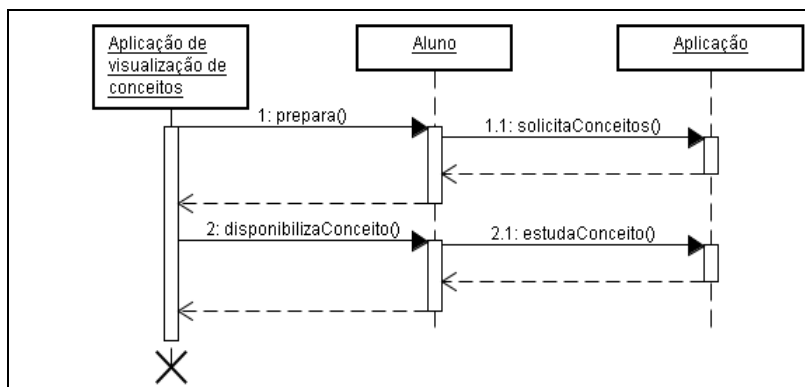 Aplicação de
visualização de
conceitos
Aluno
Aplicação
1: prepara()
1.1: solicitaConceitos()
2: disponibilizaConceito()
2.1: estudaConceito()